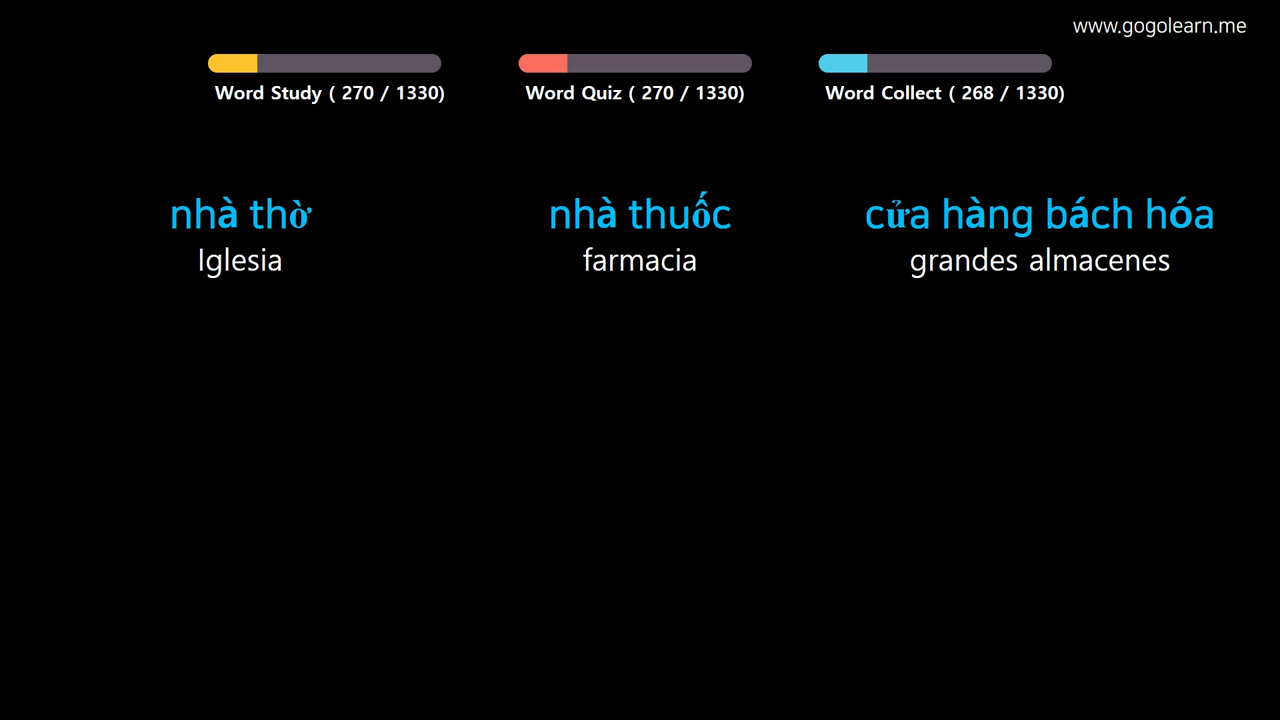 www.gogolearn.me
Word Study ( 270 / 1330)
Word Quiz ( 270 / 1330)
Word Collect ( 268 / 1330)
nhà thờ
Iglesia
nhà thuốc
farmacia
cửa hàng bách hóa
grandes almacenes